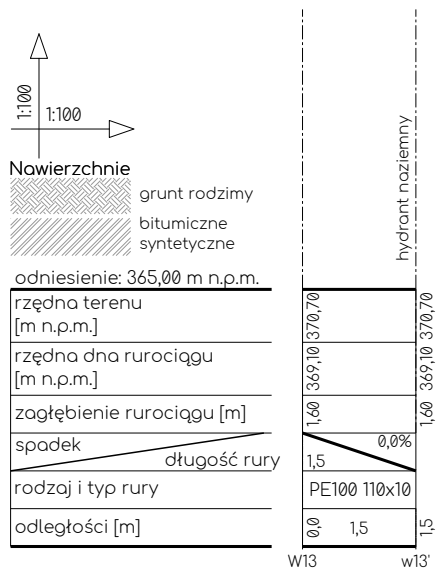 1:100
1:100
Nawierzchnie
grunt rodzimy
bitumiczne
syntetyczne
hydrant naziemny
odniesienie: 365,00 m n.p.m.
rzędna terenu
[m n.p.m.]
370,70
370,70
rzędna dna rurociągu
[m n.p.m.]
369,10
369,10
zagłębienie rurociągu [m]
1,60
1,60
spadek
długość rury
0,0%
1,5
rodzaj i typ rury
PE100 110x10
odległości [m]
0,0
1,5
1,5
W13
w13'